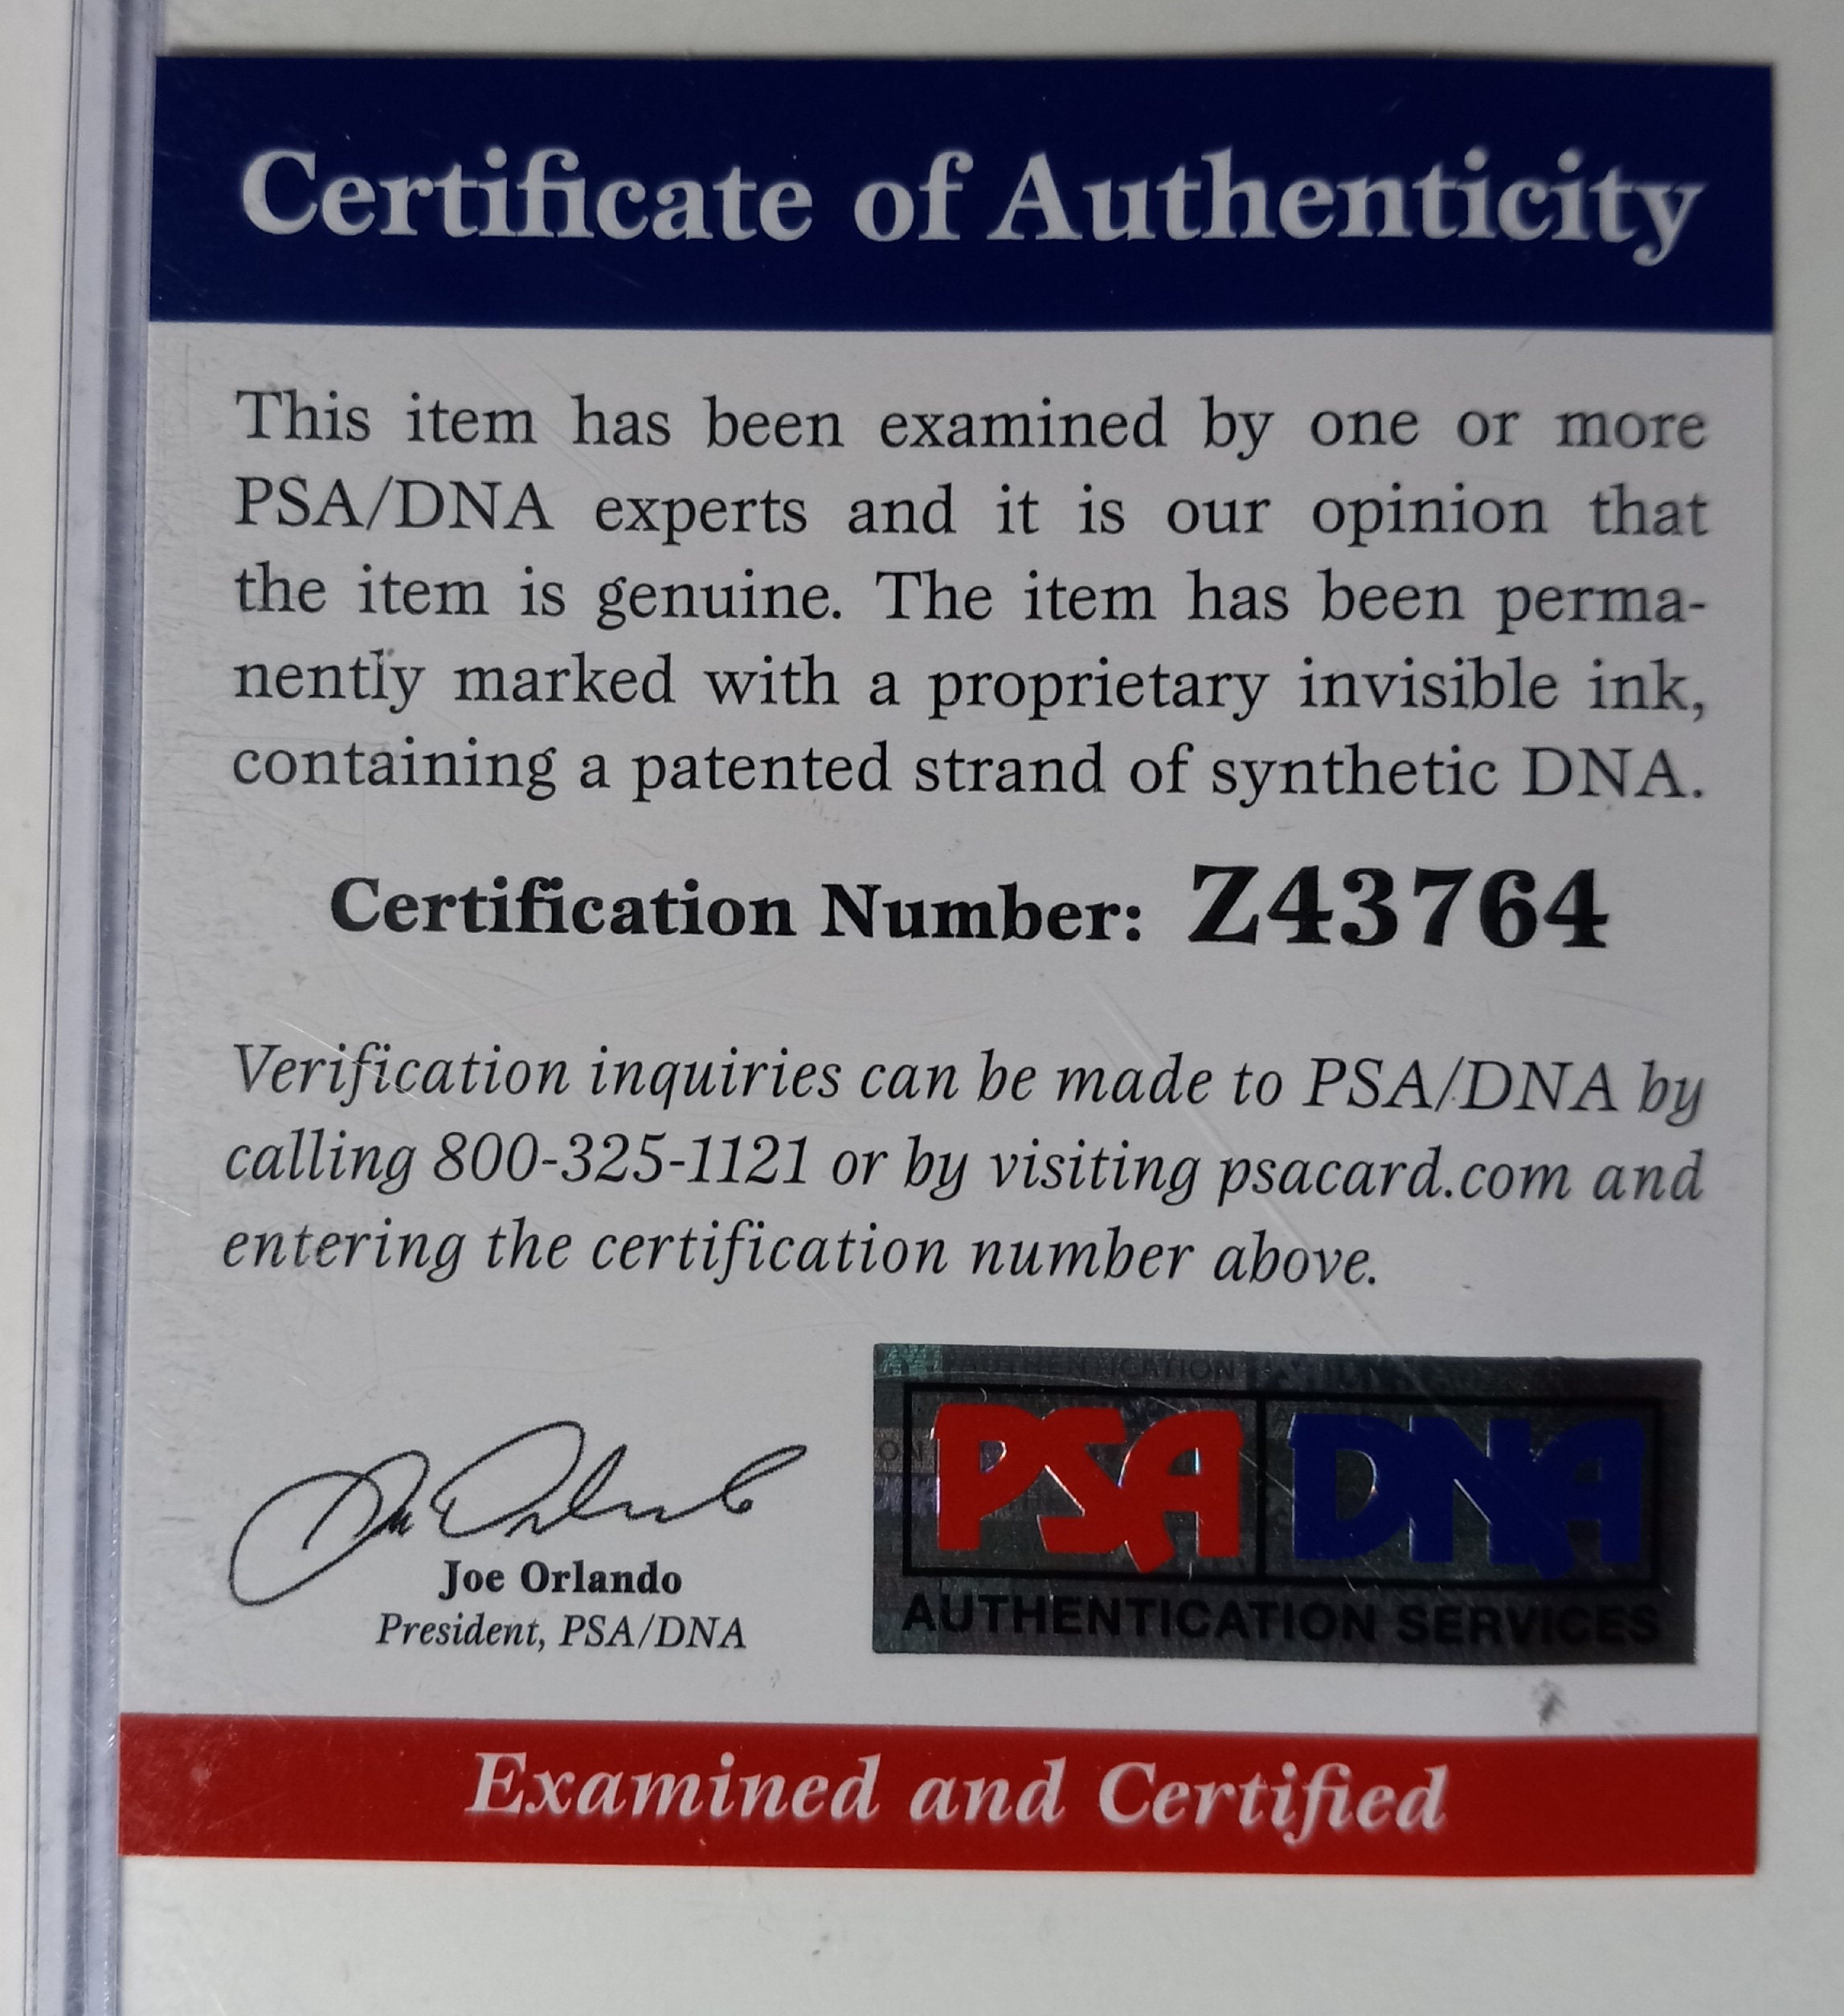 Certificate of Authenticity
This item has been examined by one or more
PSA/DNA experts and it is our opinion that
the item is genuine. The item has been perma-
nently marked with a proprietary invisible ink,
containing a patented strand of synthetic DNA.
Certification Number: Z43764
Verification inquiries can be made to PSA/DNA by
calling 800-325-1121 or by visiting psacard.com and
entering the certification number above.
AUTHENTICATION
PSA DNA
AUTHENTICATION SERVICES
Joe Orlando
President, PSA/DNA
Examined and Certified